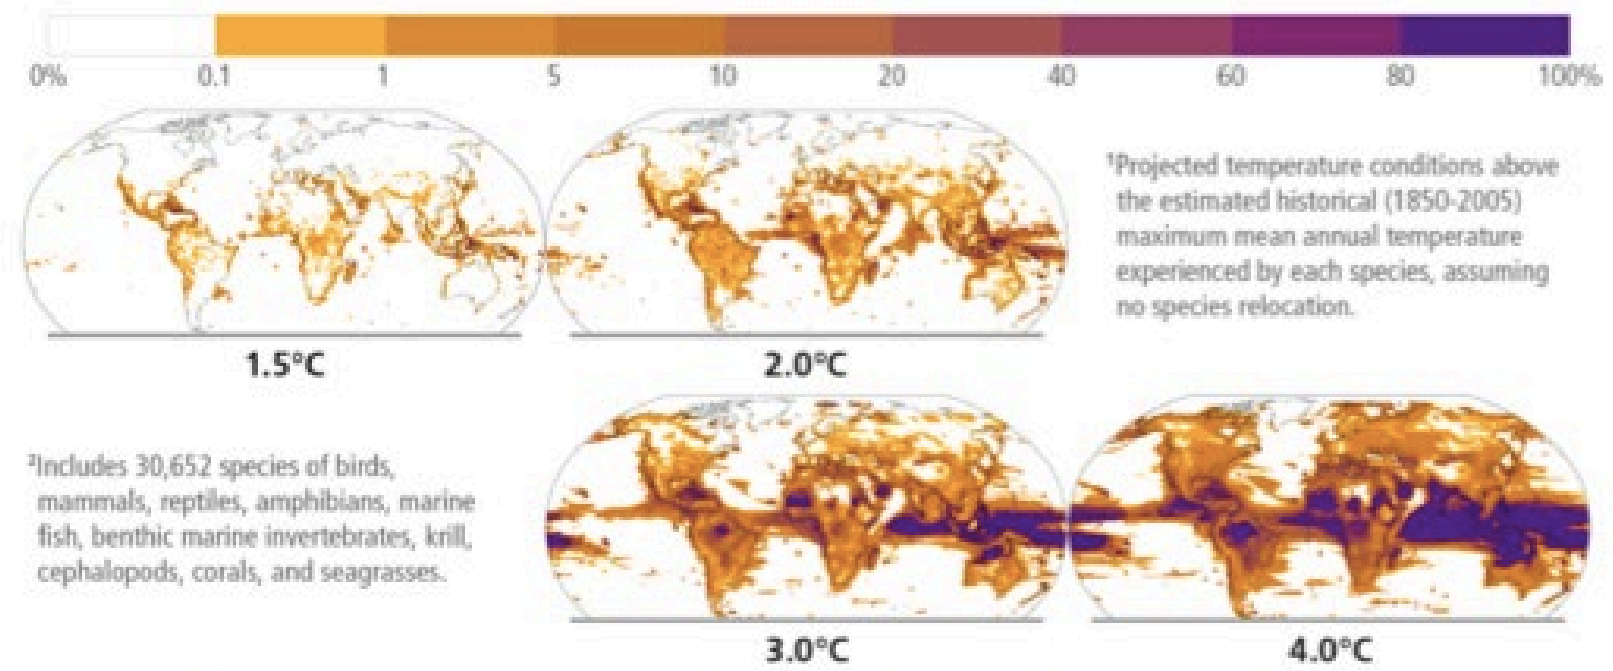 0% 0.1 1 5 10 20 40 60 80 100%
¹Projected temperature conditions above
the estimated historical (1850-2005)
maximum mean annual temperature
experienced by each species, assuming
no species relocation.
1.5°C 2.0°C
²Includes 30,652 species of birds,
mammals, reptiles, amphibians, marine
fish, benthic marine invertebrates, krill,
cephalopods, corals, and seagrasses.
3.0°C 4.0°C